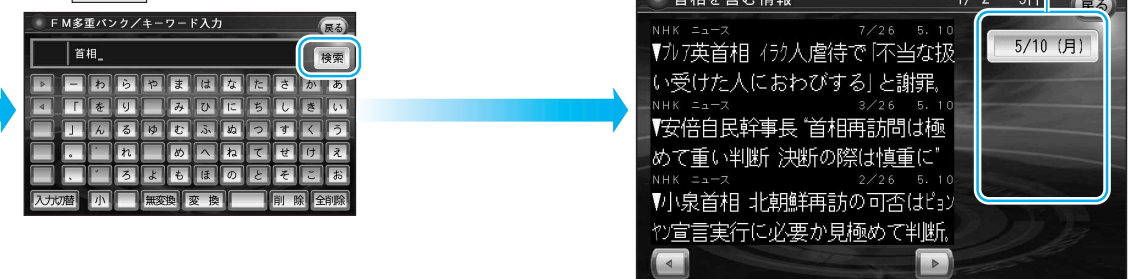 FM多重バンク／キーワード入力
戻る
首相_
検索
▷ ー わ ら や ま は な た さ か あ
◁ 「 を り み ひ に ち し き い
」 ん る ゆ む ふ ぬ つ す く う
。 ゛ れ め へ ね て せ け え
、 ゜ ろ よ も ほ の と そ こ お
入力切替 小 無変換 変 換 削 除 全削除
首相を含む情報
戻る
NHK ニュース 7／26 5．10
▼ブレア英首相 イラク人虐待で「不当な扱
い受けた人におわびする」と謝罪。
NHK ニュース 3／26 5．10
▼安倍自民幹事長 “首相再訪問は極
めて重い判断 決断の際は慎重に”
NHK ニュース 2／26 5．10
▼小泉首相 北朝鮮再訪の可否はピョン
ヤン宣言実行に必要か見極めて判断。
◁ ▷
5/10 (月)